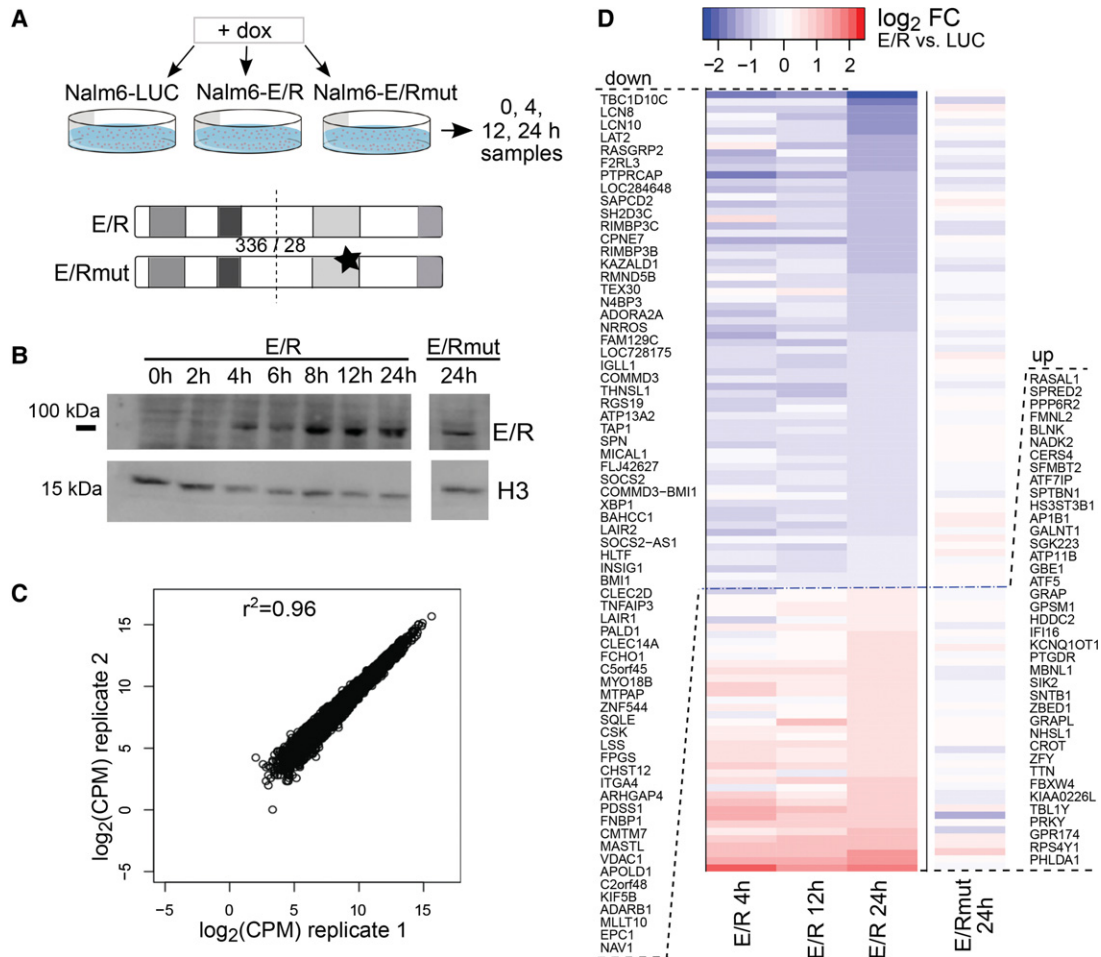 A
+ dox
Nalm6-LUC Nalm6-E/R Nalm6-E/Rmut
0, 4,
12, 24 h
samples
E/R
336 / 28
E/Rmut
B
E/R
E/Rmut
0h 2h 4h 6h 8h 12h 24h
24h
100 kDa
E/R
15 kDa
H3
C
r²=0.96
15
10
5
0
−5
−5 0 5 10 15
log₂(CPM) replicate 2
log₂(CPM) replicate 1
D
log₂ FC
E/R vs. LUC
−2 −1 0 1 2
down
TBC1D10C
LCN8
LCN10
LAT2
RASGRP2
F2RL3
PTPRCAP
LOC284648
SAPCD2
SH2D3C
RIMBP3C
CPNE7
RIMBP3B
KAZALD1
RMND5B
TEX30
N4BP3
ADORA2A
NRROS
FAM129C
LOC728175
IGLL1
COMMD3
THNSL1
RGS19
ATP13A2
TAP1
SPN
MICAL1
FLJ42627
SOCS2
COMMD3−BMI1
XBP1
BAHCC1
LAIR2
SOCS2−AS1
HLTF
INSIG1
BMI1
CLEC2D
TNFAIP3
LAIR1
PALD1
CLEC14A
FCHO1
C5orf45
MYO18B
MTPAP
ZNF544
SQLE
CSK
LSS
FPGS
CHST12
ITGA4
ARHGAP4
PDSS1
FNBP1
CMTM7
MASTL
VDAC1
APOLD1
C2orf48
KIF5B
ADARB1
MLLT10
EPC1
NAV1
E/R 4h
E/R 12h
E/R 24h
E/Rmut
24h
up
RASAL1
SPRED2
PPP6R2
FMNL2
BLNK
NADK2
CERS4
SFMBT2
ATF7IP
SPTBN1
HS3ST3B1
AP1B1
GALNT1
SGK223
ATP11B
GBE1
ATF5
GRAP
GPSM1
HDDC2
IFI16
KCNQ1OT1
PTGDR
MBNL1
SIK2
SNTB1
ZBED1
GRAPL
NHSL1
CROT
ZFY
TTN
FBXW4
KIAA0226L
TBL1Y
PRKY
GPR174
RPS4Y1
PHLDA1